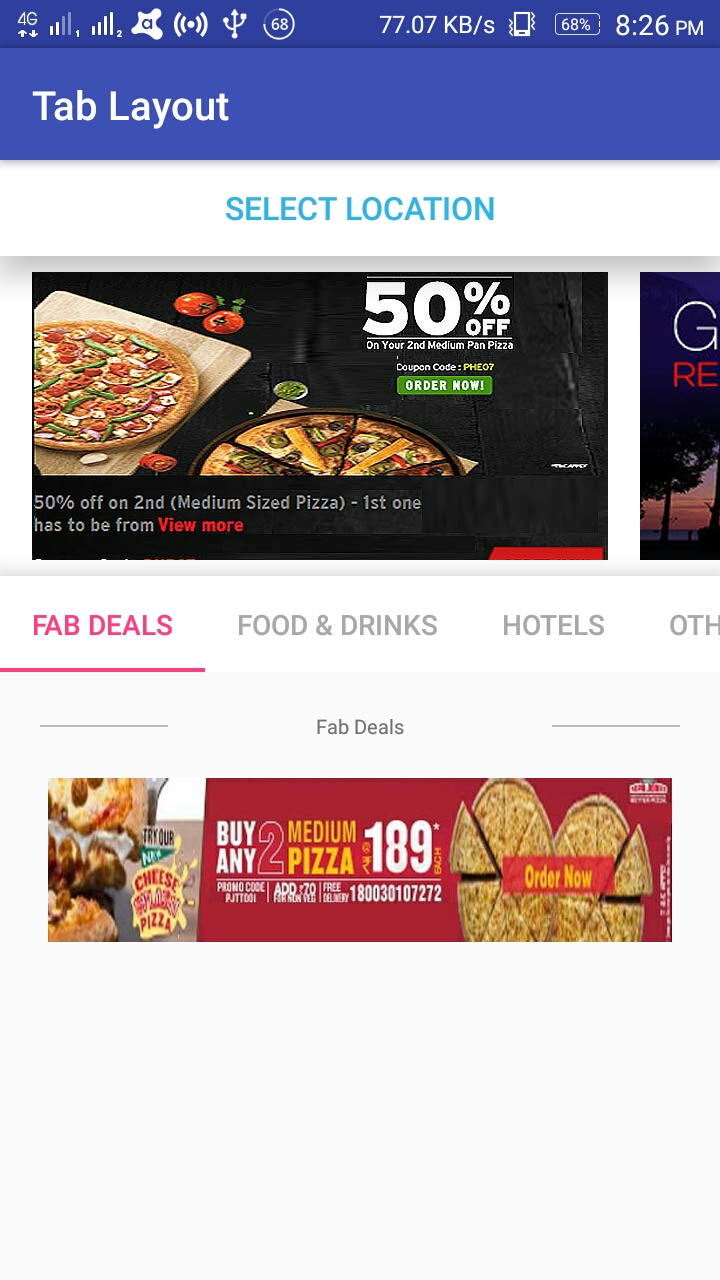 4G 1 2 68 77.07 KB/s 68% 8:26 PM
Tab Layout
SELECT LOCATION
50% OFF
On Your 2nd Medium Pan Pizza
Coupon Code : PHE07
ORDER NOW!
G
RE
50% off on 2nd (Medium Sized Pizza) - 1st one
has to be from View more
FAB DEALS FOOD & DRINKS HOTELS OTH
Fab Deals
TRY OUR
NEW
CHEESE
PIZZA
BUY ANY 2 MEDIUM PIZZA 189* EACH
PROMO CODE PJTT001 ADD ₹70 FOR NON VEG FREE DELIVERY 180030107272
Order Now